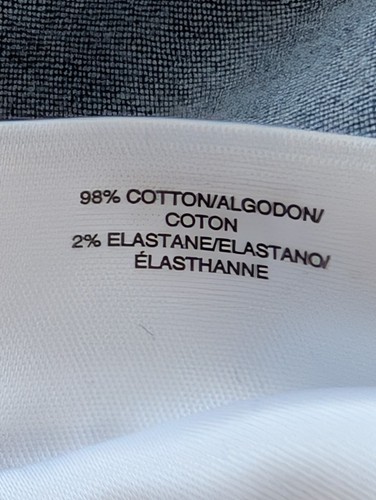 98% COTTON/ALGODON/
COTON
2% ELASTANE/ELASTANO/
ÉLASTHANNE